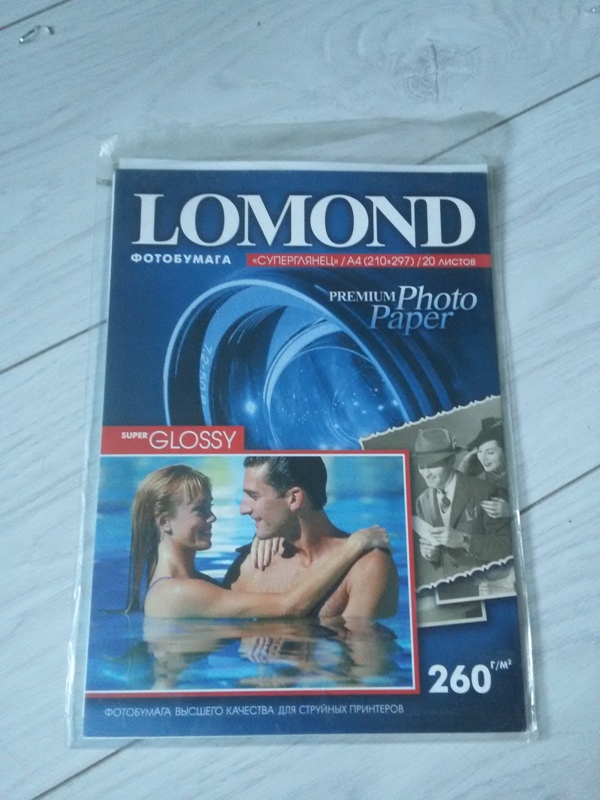 LOMOND
ФОТОБУМАГА «СУПЕРГЛЯНЕЦ» / А4 (210×297) / 20 ЛИСТОВ
PREMIUM Photo
Paper
SUPER GLOSSY
260 Г/М²
ФОТОБУМАГА ВЫСШЕГО КАЧЕСТВА ДЛЯ СТРУЙНЫХ ПРИНТЕРОВ